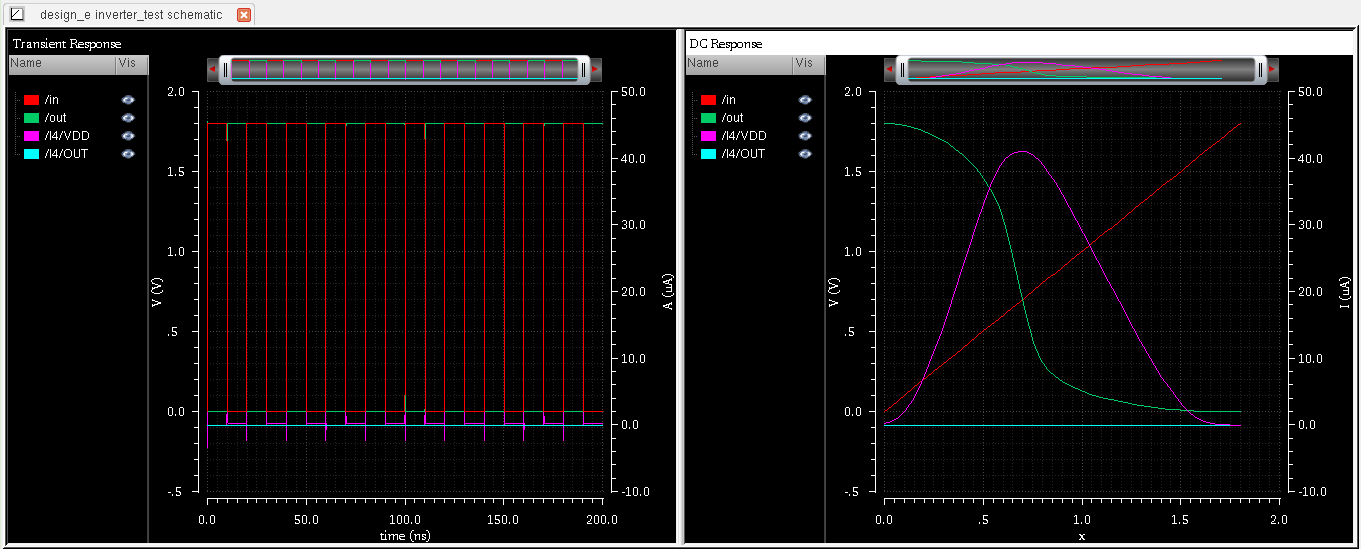 design_e inverter_test schematic
Transient Response
Name Vis
/in
/out
/I4/VDD
/I4/OUT
2.0
1.5
1.0
.5
0.0
-.5
V (V)
50.0
40.0
30.0
20.0
10.0
0.0
-10.0
A (uA)
0.0 50.0 100.0 150.0 200.0
time (ns)
DC Response
Name Vis
/in
/out
/I4/VDD
/I4/OUT
2.0
1.5
1.0
.5
0.0
-.5
V (V)
50.0
40.0
30.0
20.0
10.0
0.0
-10.0
I (uA)
0.0 .5 1.0 1.5 2.0
x